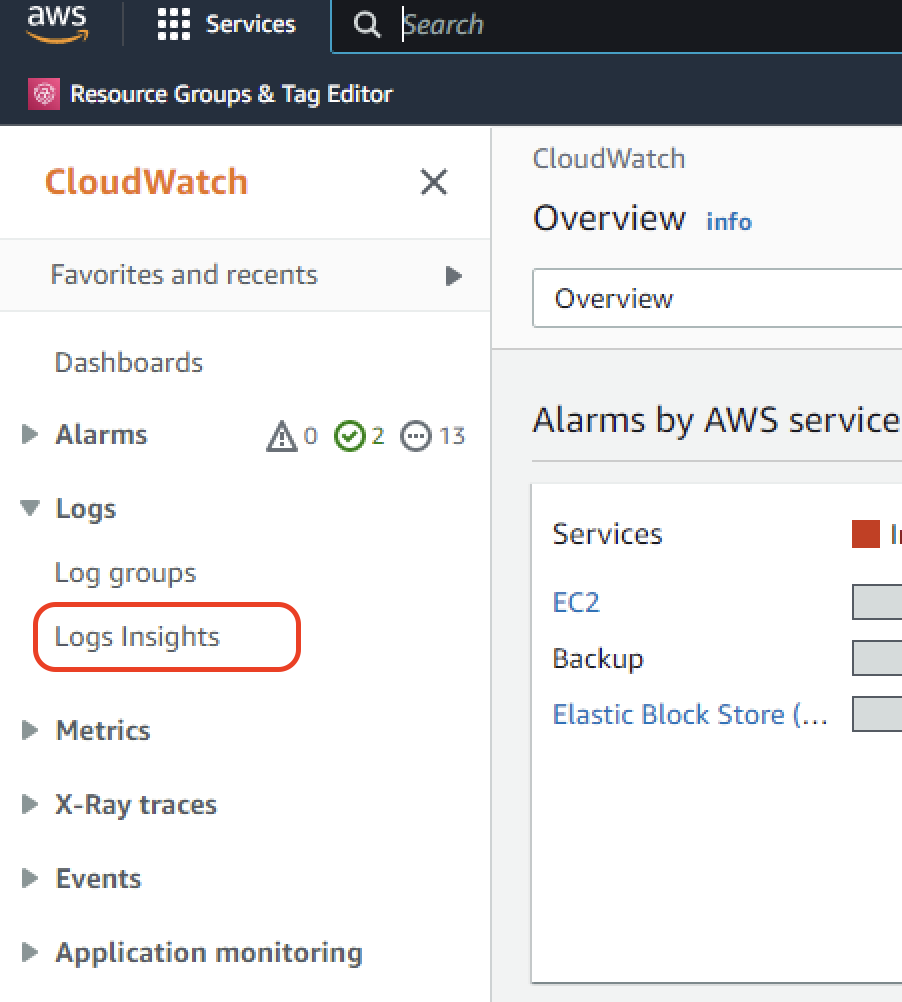 aws
Services
Search
Resource Groups & Tag Editor
CloudWatch
Favorites and recents
Dashboards
Alarms 0 2 13
Logs
Log groups
Logs Insights
Metrics
X-Ray traces
Events
Application monitoring
CloudWatch
Overview info
Overview
Alarms by AWS service
Services
EC2
Backup
Elastic Block Store (...